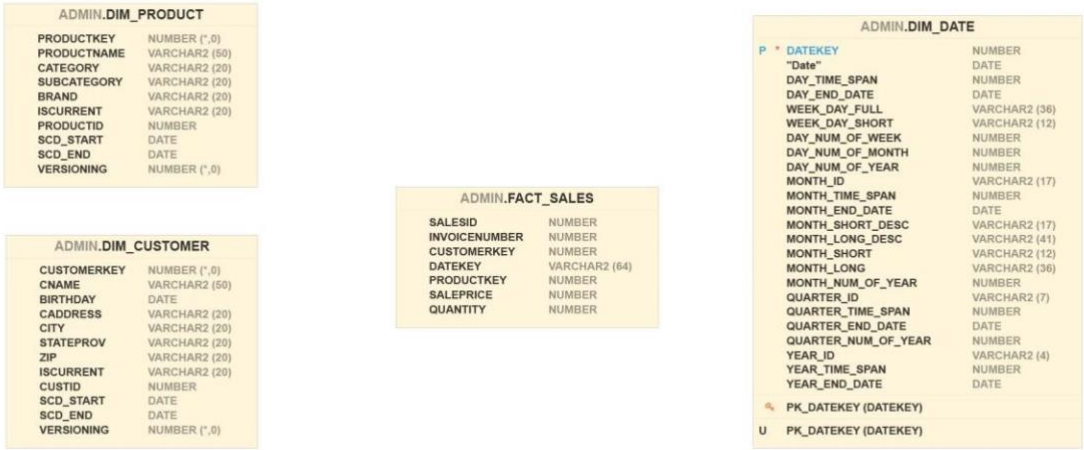 ADMIN.DIM_PRODUCT
PRODUCTKEY NUMBER (*,0)
PRODUCTNAME VARCHAR2 (50)
CATEGORY VARCHAR2 (20)
SUBCATEGORY VARCHAR2 (20)
BRAND VARCHAR2 (20)
ISCURRENT VARCHAR2 (20)
PRODUCTID NUMBER
SCD_START DATE
SCD_END DATE
VERSIONING NUMBER (*,0)
ADMIN.DIM_CUSTOMER
CUSTOMERKEY NUMBER (*,0)
CNAME VARCHAR2 (50)
BIRTHDAY DATE
CADDRESS VARCHAR2 (20)
CITY VARCHAR2 (20)
STATEPROV VARCHAR2 (20)
ZIP VARCHAR2 (20)
ISCURRENT VARCHAR2 (20)
CUSTID NUMBER
SCD_START DATE
SCD_END DATE
VERSIONING NUMBER (*,0)
ADMIN.FACT_SALES
SALESID NUMBER
INVOICENUMBER NUMBER
CUSTOMERKEY NUMBER
DATEKEY VARCHAR2 (64)
PRODUCTKEY NUMBER
SALEPRICE NUMBER
QUANTITY NUMBER
ADMIN.DIM_DATE
P * DATEKEY NUMBER
"Date" DATE
DAY_TIME_SPAN NUMBER
DAY_END_DATE DATE
WEEK_DAY_FULL VARCHAR2 (36)
WEEK_DAY_SHORT VARCHAR2 (12)
DAY_NUM_OF_WEEK NUMBER
DAY_NUM_OF_MONTH NUMBER
DAY_NUM_OF_YEAR NUMBER
MONTH_ID VARCHAR2 (17)
MONTH_TIME_SPAN NUMBER
MONTH_END_DATE DATE
MONTH_SHORT_DESC VARCHAR2 (17)
MONTH_LONG_DESC VARCHAR2 (41)
MONTH_SHORT VARCHAR2 (12)
MONTH_LONG VARCHAR2 (36)
MONTH_NUM_OF_YEAR NUMBER
QUARTER_ID VARCHAR2 (7)
QUARTER_TIME_SPAN NUMBER
QUARTER_END_DATE DATE
QUARTER_NUM_OF_YEAR NUMBER
YEAR_ID VARCHAR2 (4)
YEAR_TIME_SPAN NUMBER
YEAR_END_DATE DATE
PK_DATEKEY (DATEKEY)
U PK_DATEKEY (DATEKEY)